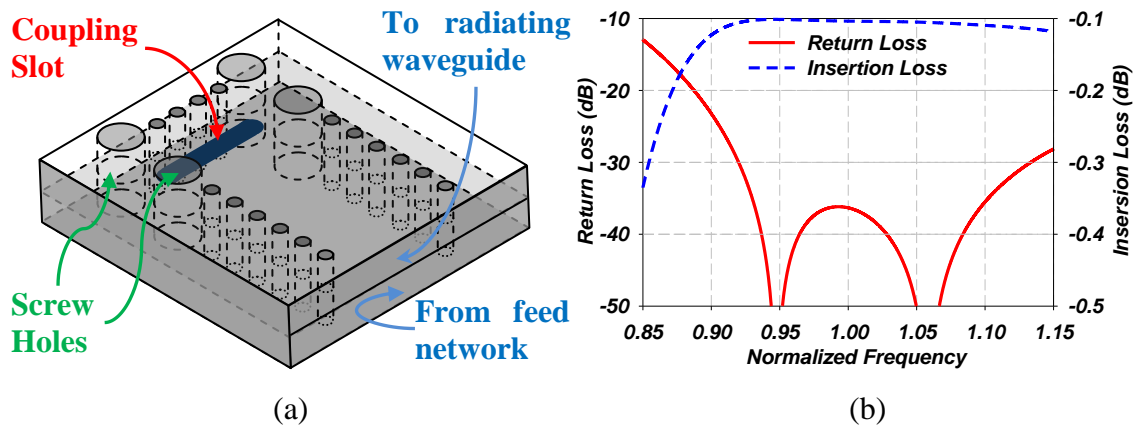 (a)
Coupling
Slot
To radiating
waveguide
Screw
Holes
From feed
network
-10
-20
-30
-40
-50
Return Loss (dB)
Return Loss
Insertion Loss
-0.1
-0.2
-0.3
-0.4
-0.5
Insersion Loss (dB)
0.85 0.90 0.95 1.00 1.05 1.10 1.15
Normalized Frequency
(a)
(b)